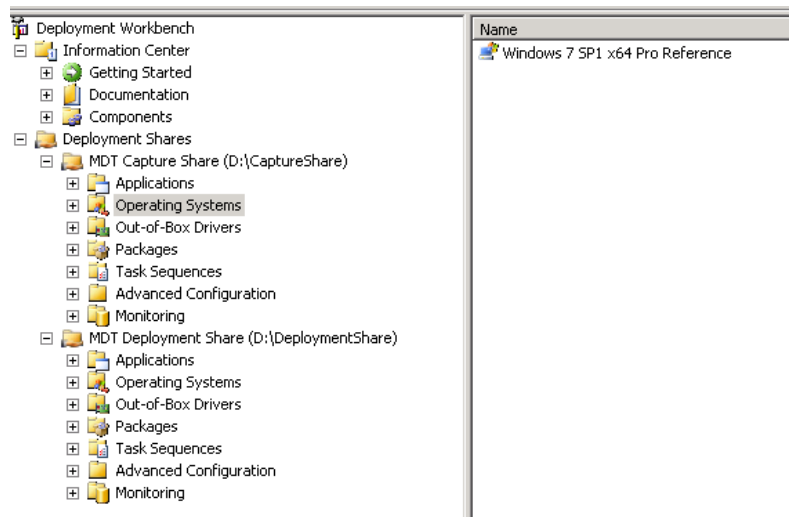 Deployment Workbench
Information Center
Getting Started
Documentation
Components
Deployment Shares
MDT Capture Share (D:\CaptureShare)
Applications
Operating Systems
Out-of-Box Drivers
Packages
Task Sequences
Advanced Configuration
Monitoring
MDT Deployment Share (D:\DeploymentShare)
Applications
Operating Systems
Out-of-Box Drivers
Packages
Task Sequences
Advanced Configuration
Monitoring
Name
Windows 7 SP1 x64 Pro Reference